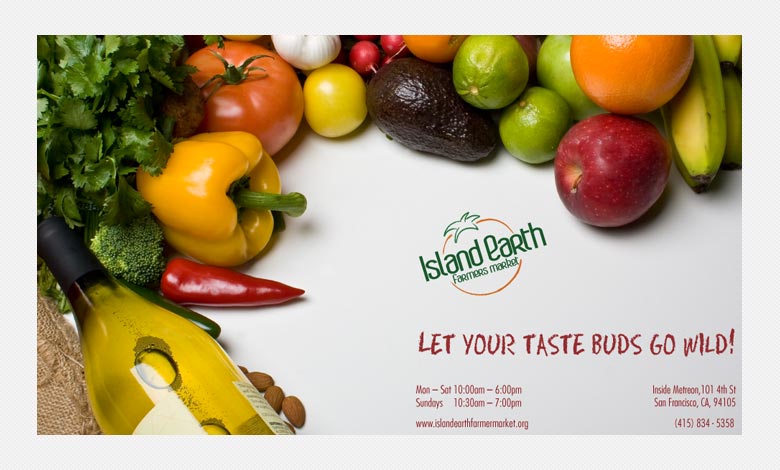 Island Earth
farmers market
LET YOUR TASTE BUDS GO WILD!
Mon – Sat 10:00am – 6:00pm
Sundays 10:30am – 7:00pm
www.islandearthfarmermarket.org
Inside Metreon,101 4th St
San Francisco, CA, 94105
(415) 834 - 5358